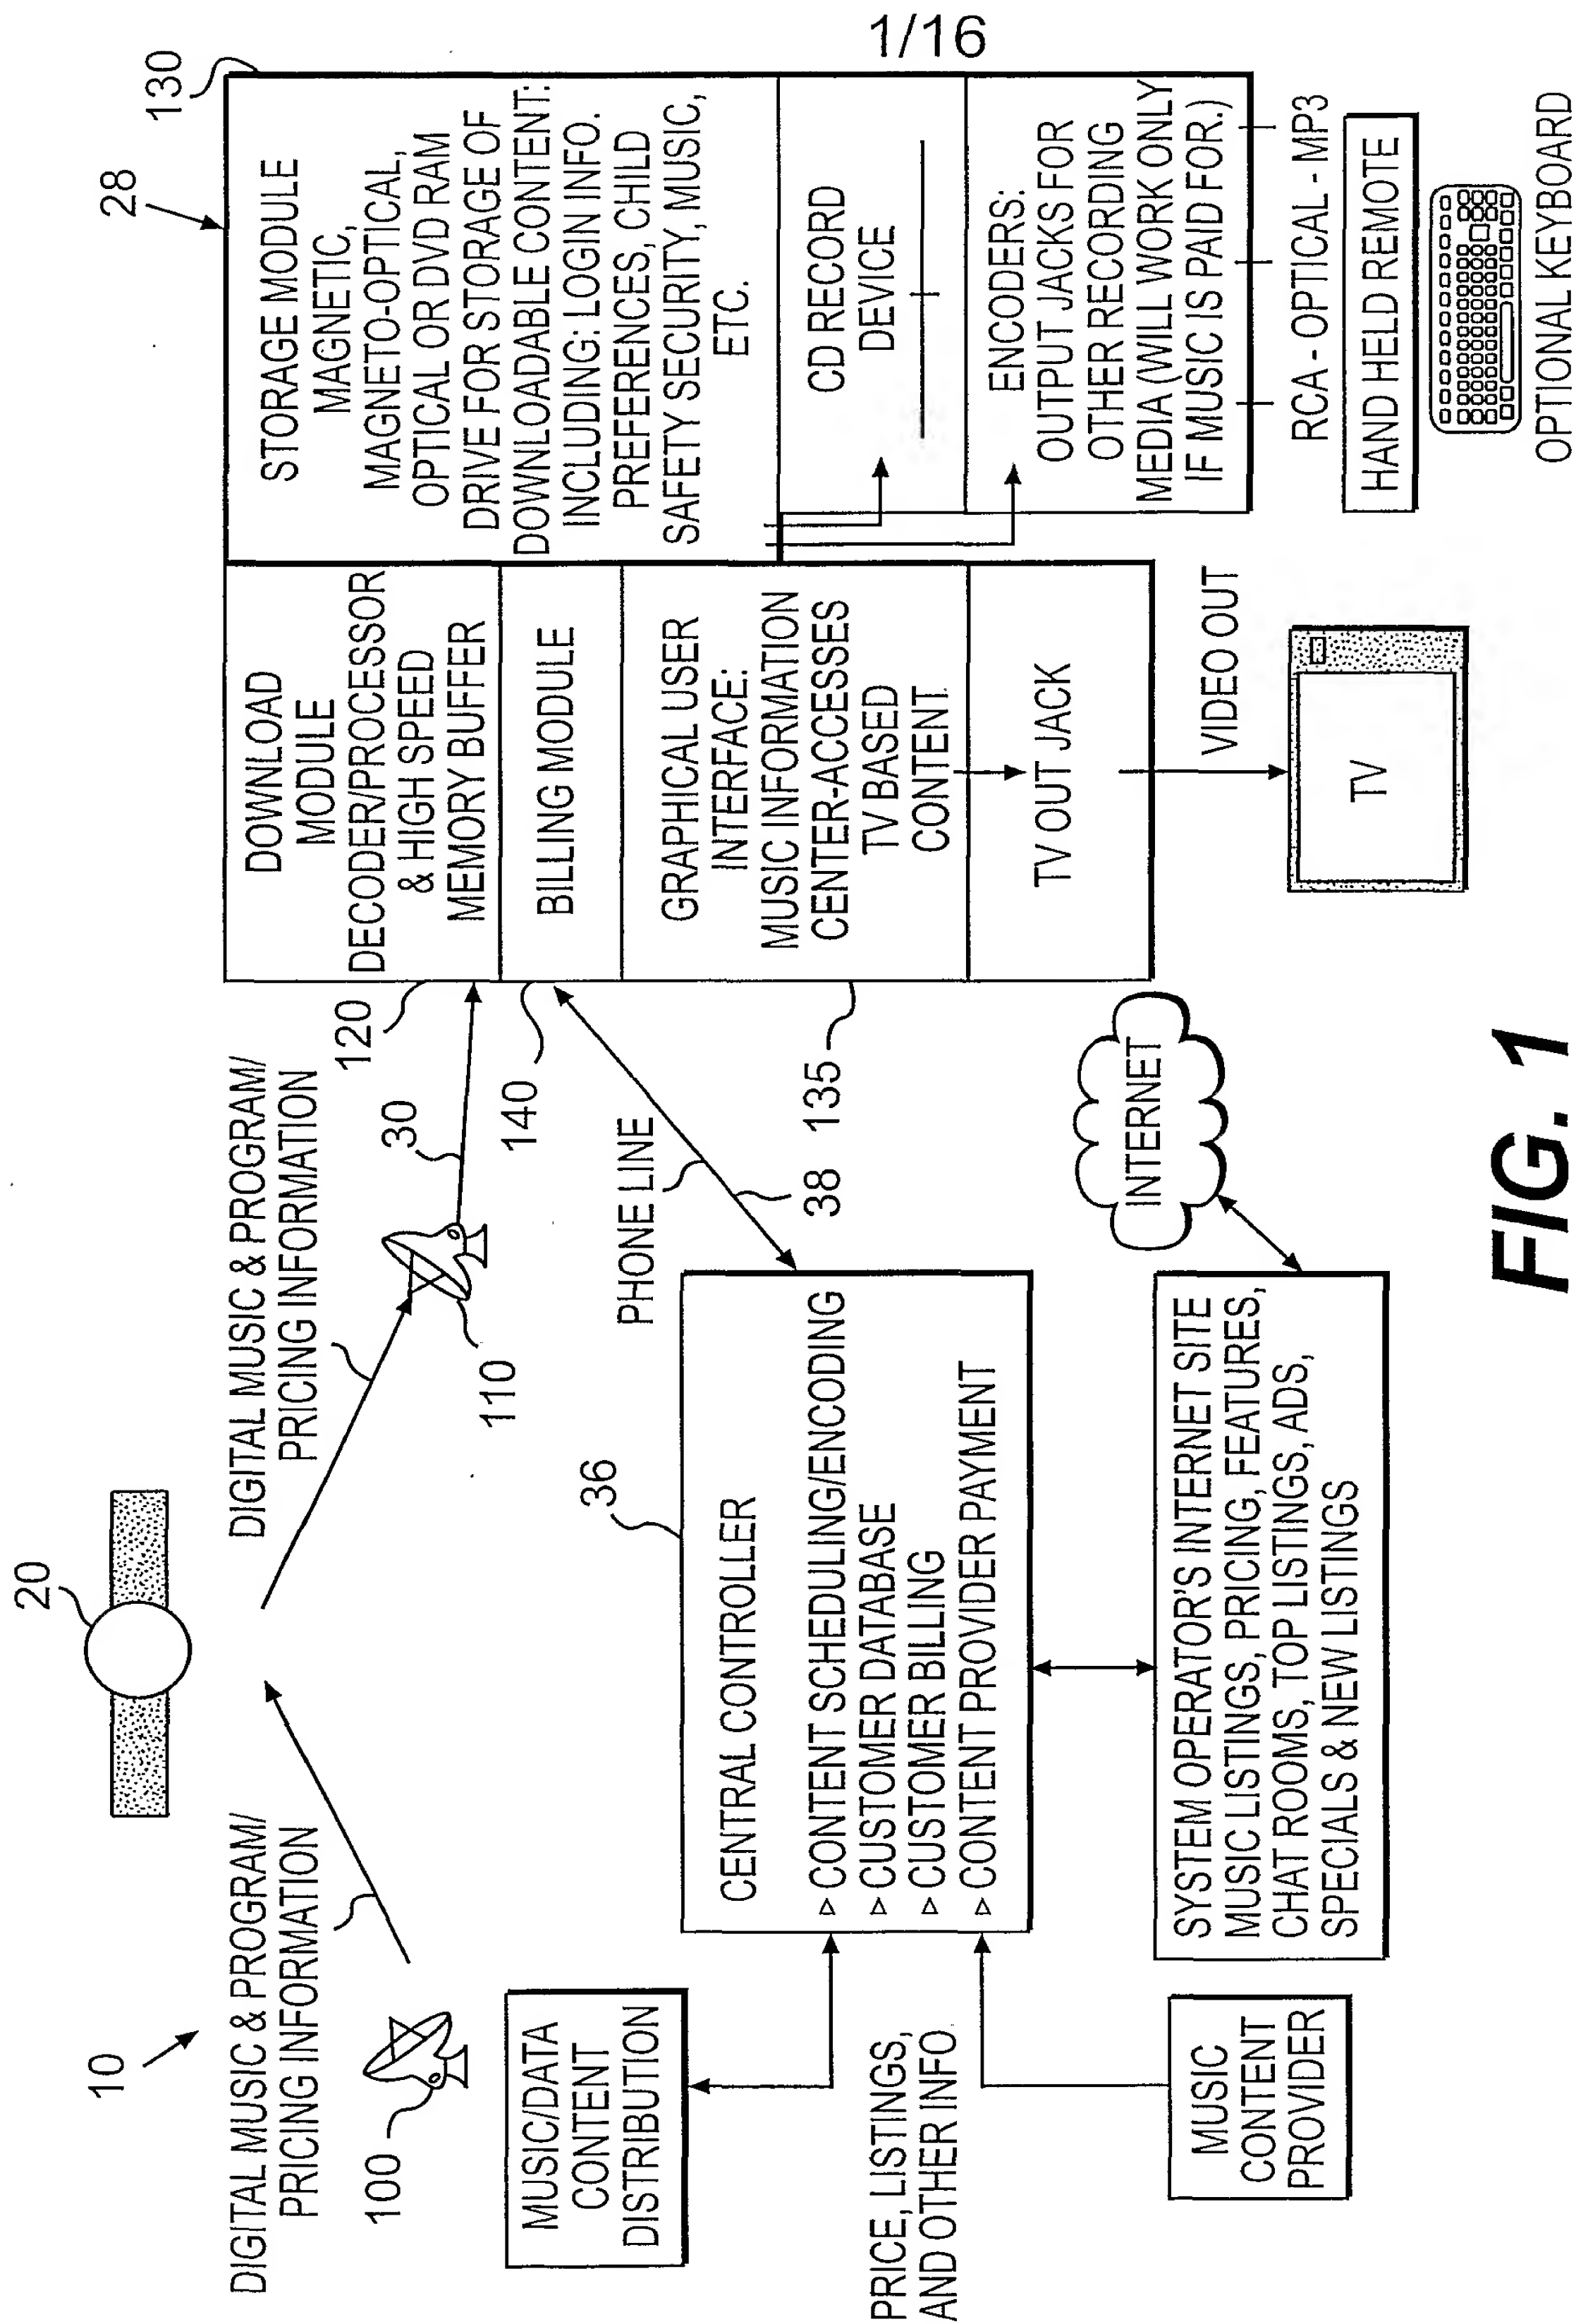 1/16
10
DIGITAL MUSIC & PROGRAM/
PRICING INFORMATION
20
DIGITAL MUSIC & PROGRAM/
PRICING INFORMATION
100
110
30
28
130
120
DOWNLOAD
MODULE
DECODER/PROCESSOR
& HIGH SPEED
MEMORY BUFFER
140
BILLING MODULE
135
GRAPHICAL USER
INTERFACE:
MUSIC INFORMATION
CENTER-ACCESSES
TV BASED
CONTENT
TV OUT JACK
VIDEO OUT
TV
STORAGE MODULE
MAGNETIC,
MAGNETO-OPTICAL,
OPTICAL OR DVD RAM
DRIVE FOR STORAGE OF
DOWNLOADABLE CONTENT:
INCLUDING: LOGIN INFO.
PREFERENCES, CHILD
SAFETY SECURITY, MUSIC,
ETC.
CD RECORD
DEVICE
ENCODERS:
OUTPUT JACKS FOR
OTHER RECORDING
MEDIA (WILL WORK ONLY
IF MUSIC IS PAID FOR.)
RCA - OPTICAL - MP3
HAND HELD REMOTE
OPTIONAL KEYBOARD
MUSIC/DATA
CONTENT
DISTRIBUTION
36
PHONE LINE
38
CENTRAL CONTROLLER
▷ CONTENT SCHEDULING/ENCODING
▷ CUSTOMER DATABASE
▷ CUSTOMER BILLING
▷ CONTENT PROVIDER PAYMENT
PRICE, LISTINGS,
AND OTHER INFO
MUSIC
CONTENT
PROVIDER
SYSTEM OPERATOR'S INTERNET SITE
MUSIC LISTINGS, PRICING, FEATURES,
CHAT ROOMS, TOP LISTINGS, ADS,
SPECIALS & NEW LISTINGS
INTERNET
FIG. 1